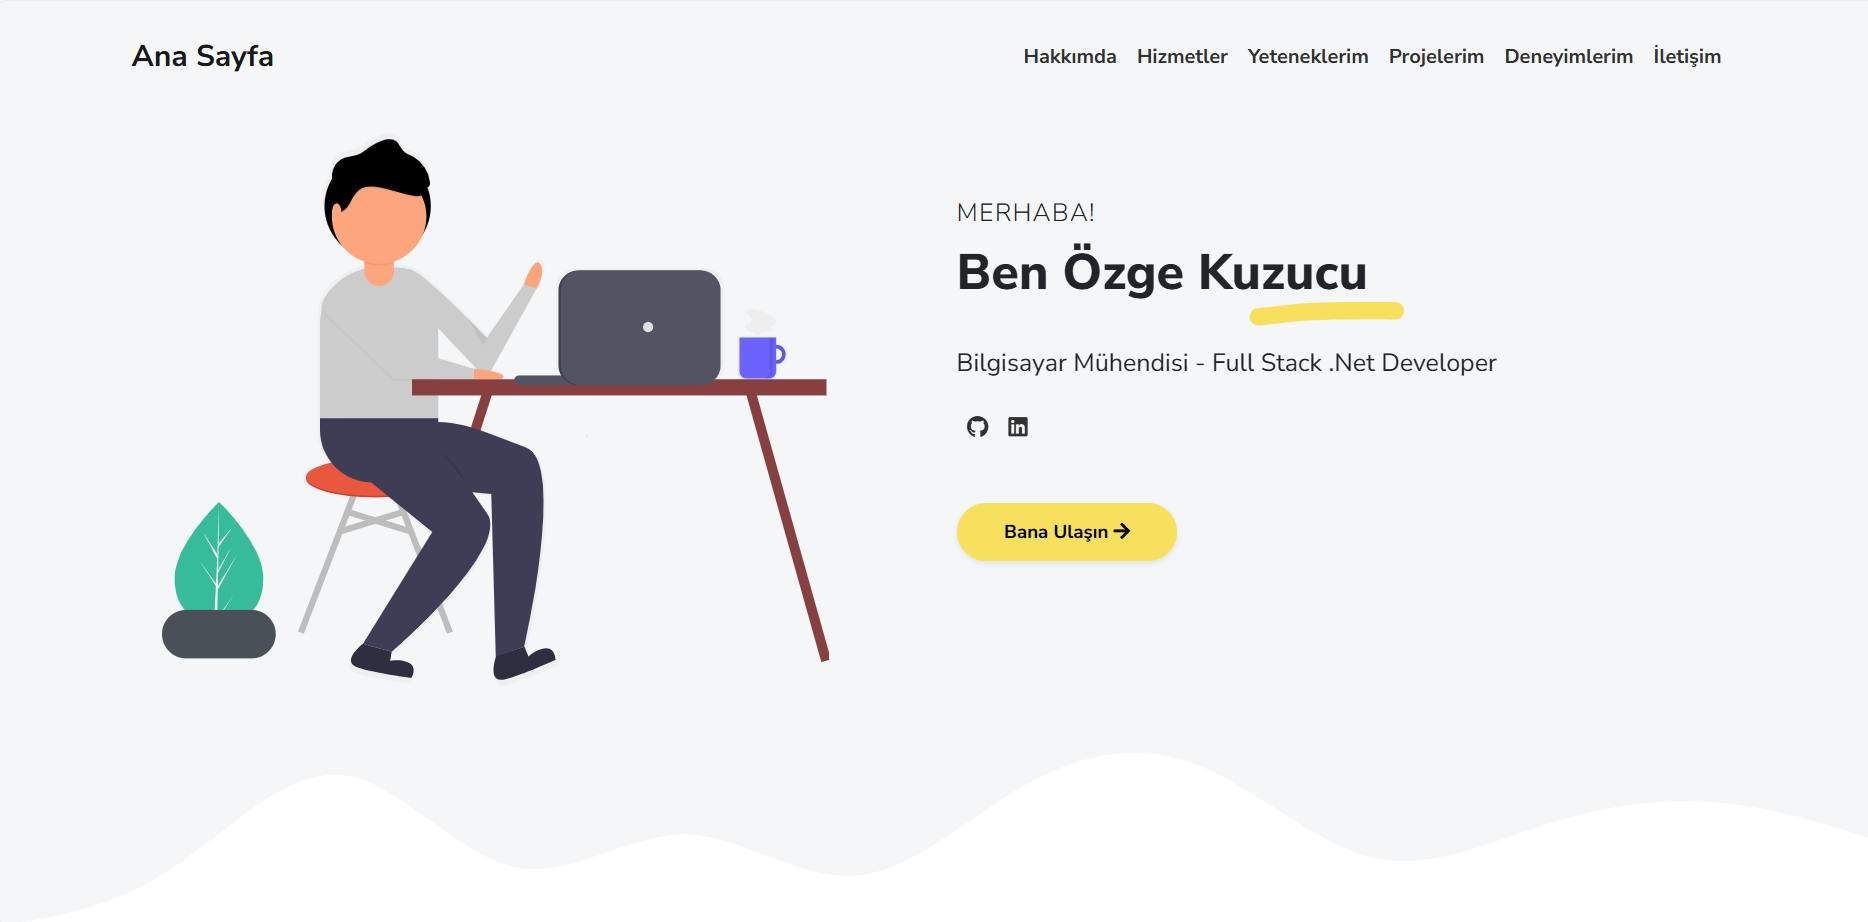 Ana Sayfa
Hakkımda Hizmetler Yeteneklerim Projelerim Deneyimlerim İletişim
MERHABA!
Ben Özge Kuzucu
Bilgisayar Mühendisi - Full Stack .Net Developer
in
Bana Ulaşın →